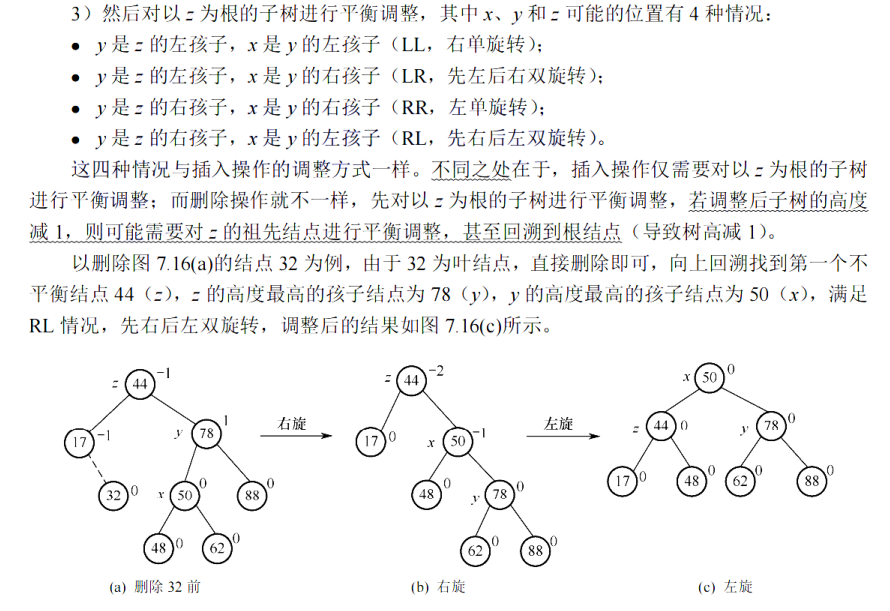 3）然后对以 z 为根的子树进行平衡调整，其中 x、y 和 z 可能的位置有 4 种情况：
● y 是 z 的左孩子，x 是 y 的左孩子（LL，右单旋转）；
● y 是 z 的左孩子，x 是 y 的右孩子（LR，先左后右双旋转）；
● y 是 z 的右孩子，x 是 y 的右孩子（RR，左单旋转）；
● y 是 z 的右孩子，x 是 y 的左孩子（RL，先右后左双旋转）。
这四种情况与插入操作的调整方式一样。不同之处在于，插入操作仅需要对以 z 为根的子树
进行平衡调整；而删除操作就不一样，先对以 z 为根的子树进行平衡调整，若调整后子树的高度
减 1，则可能需要对 z 的祖先结点进行平衡调整，甚至回溯到根结点（导致树高减 1）。
以删除图 7.16(a)的结点 32 为例，由于 32 为叶结点，直接删除即可，向上回溯找到第一个不
平衡结点 44（z），z 的高度最高的孩子结点为 78（y），y 的高度最高的孩子结点为 50（x），满足
RL 情况，先右后左双旋转，调整后的结果如图 7.16(c)所示。
z 44 -1
17 -1
y 78 1
32 0
x 50 0
88 0
48 0
62 0
(a) 删除 32 前
右旋
z 44 -2
17 0
x 50 -1
48 0
y 78 0
62 0
88 0
(b) 右旋
左旋
x 50 0
z 44 0
y 78 0
17 0
48 0
62 0
88 0
(c) 左旋